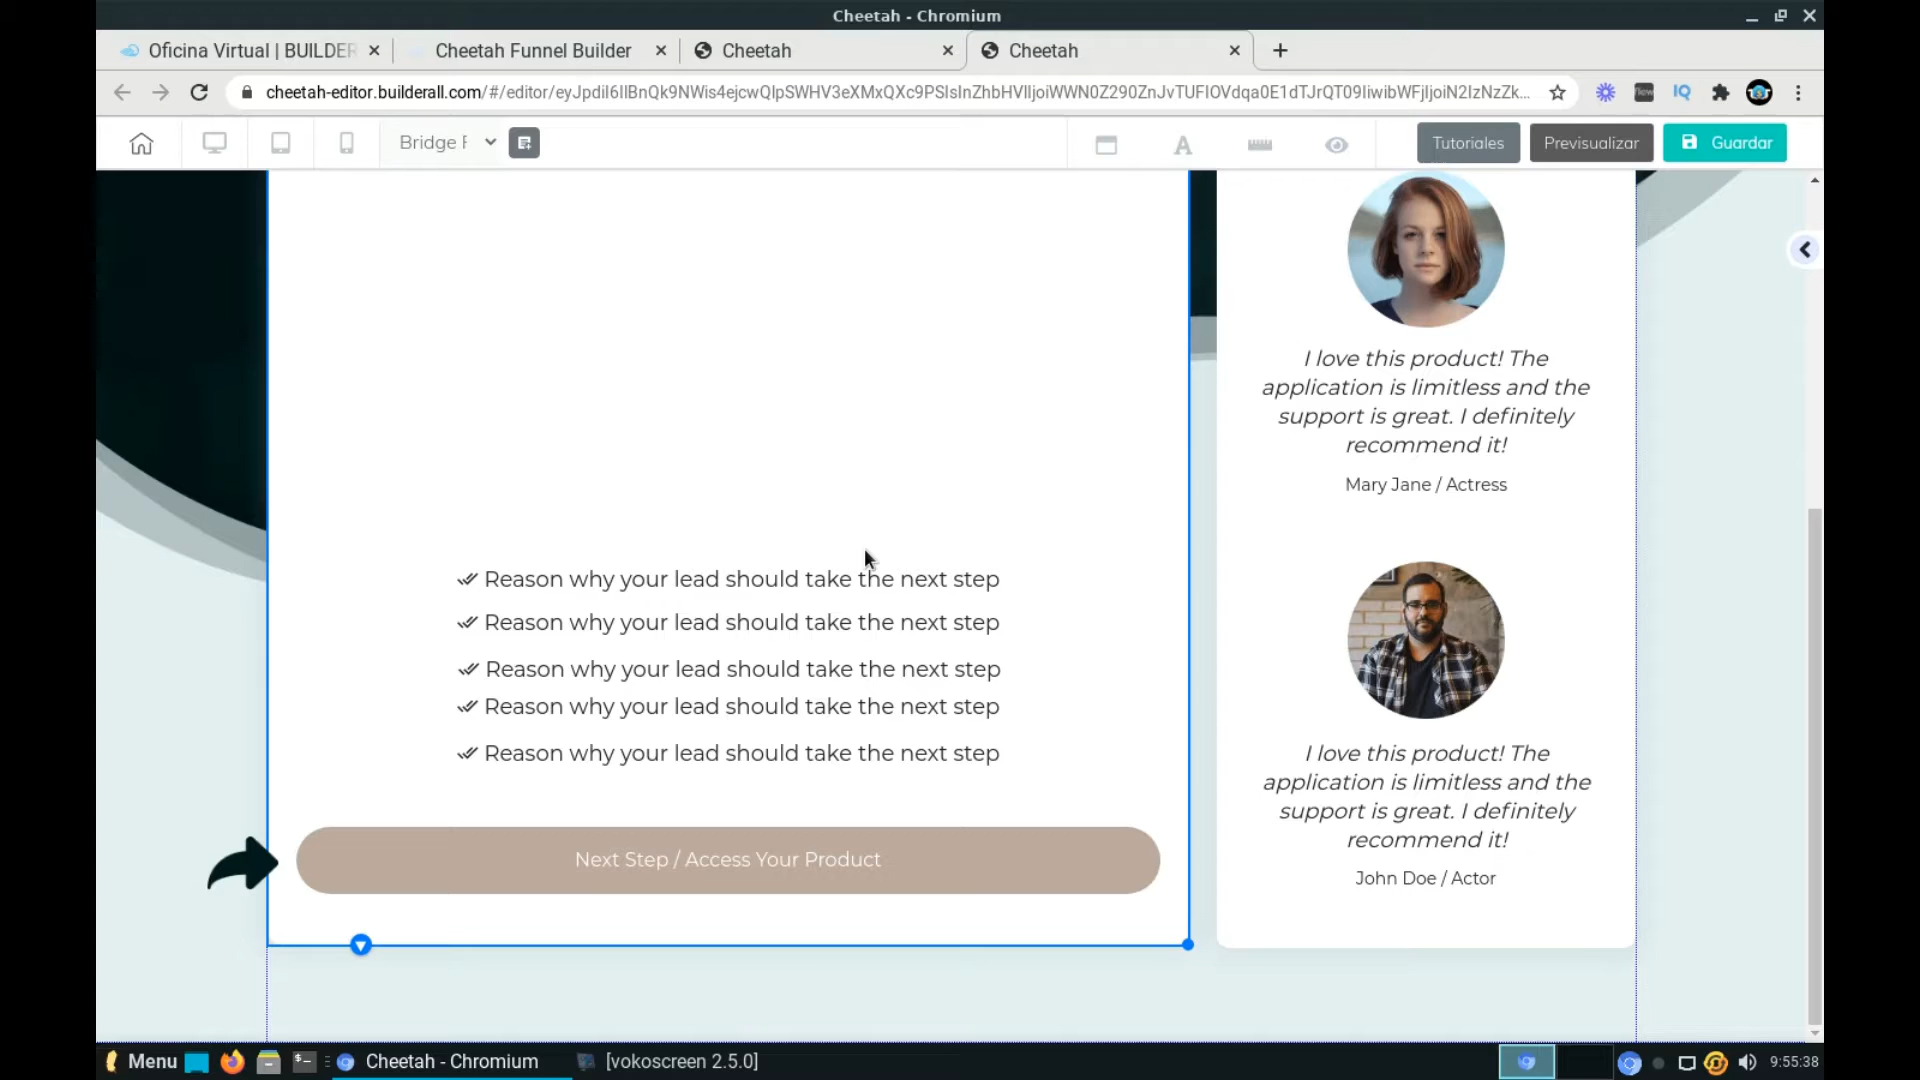 Cheetah - Chromium
Oficina Virtual | BUILDER
Cheetah Funnel Builder
Cheetah
Cheetah
cheetah-editor.builderall.com
Bridge
Tutoriales
Previsualizar
Guardar
I love this product! The
application is limitless and the
support is great. I definitely
recommend it!
Mary Jane / Actress
Reason why your lead should take the next step
Reason why your lead should take the next step
Reason why your lead should take the next step
Reason why your lead should take the next step
Reason why your lead should take the next step
Next Step / Access Your Product
I love this product! The
application is limitless and the
support is great. I definitely
recommend it!
John Doe / Actor
Menu
Cheetah - Chromium
[vokoscreen 2.5.0]
9:55:38